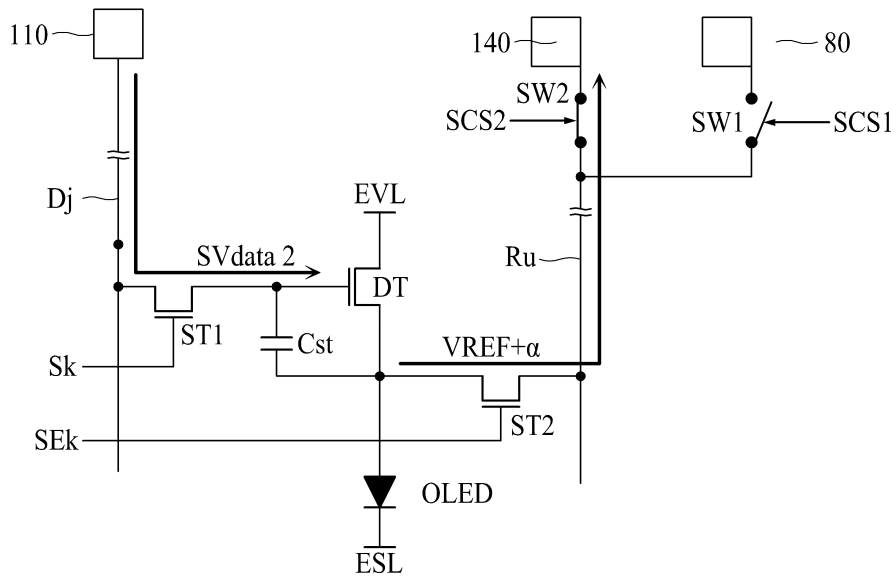 110
140
80
SW2
SCS2
SW1
SCS1
Dj
EVL
SVdata 2
Ru
DT
ST1
Cst
VREF+α
Sk
ST2
SEk
OLED
ESL